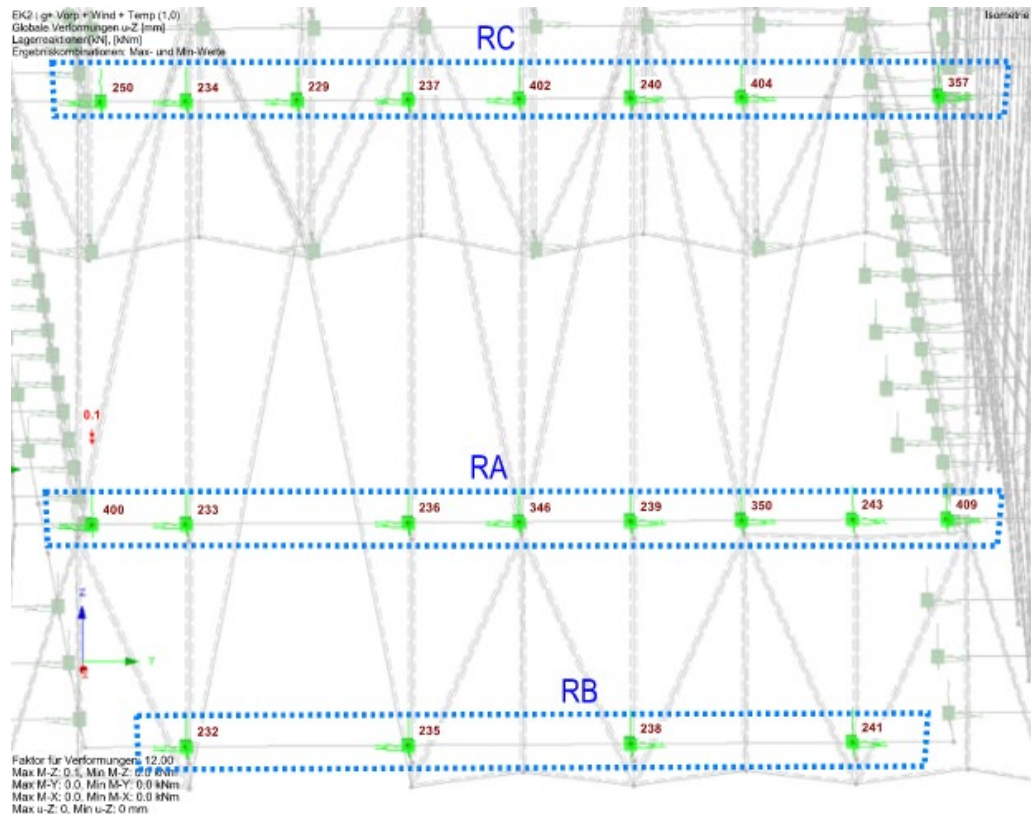 EK2 : g+ Vorp + Wind + Temp (1,0)
Globale Verformungen u-Z [mm]
Lagerreaktionen[kN], [kNm]
Ergebniskombinationen: Max- und Min-Werte
Isometrie
RC
250 234 229 237 402 240 404 357
0.1
RA
400 233 236 346 239 350 243 409
Z
Y
RB
232 235 238 241
Faktor für Verformungen: 12.00
Max M-Z: 0.1, Min M-Z: 0.0 kNm
Max M-Y: 0.0, Min M-Y: 0.0 kNm
Max M-X: 0.0, Min M-X: 0.0 kNm
Max u-Z: 0, Min u-Z: 0 mm